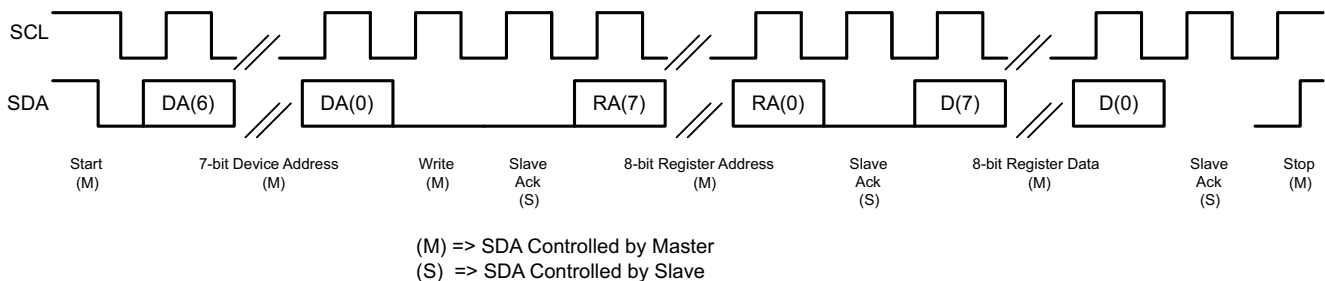 SCL
SDA
DA(6)
DA(0)
RA(7)
RA(0)
D(7)
D(0)
Start
(M)
7-bit Device Address
(M)
Write
(M)
Slave
Ack
(S)
8-bit Register Address
(M)
Slave
Ack
(S)
8-bit Register Data
(M)
Slave
Ack
(S)
Stop
(M)
(M) => SDA Controlled by Master
(S) => SDA Controlled by Slave